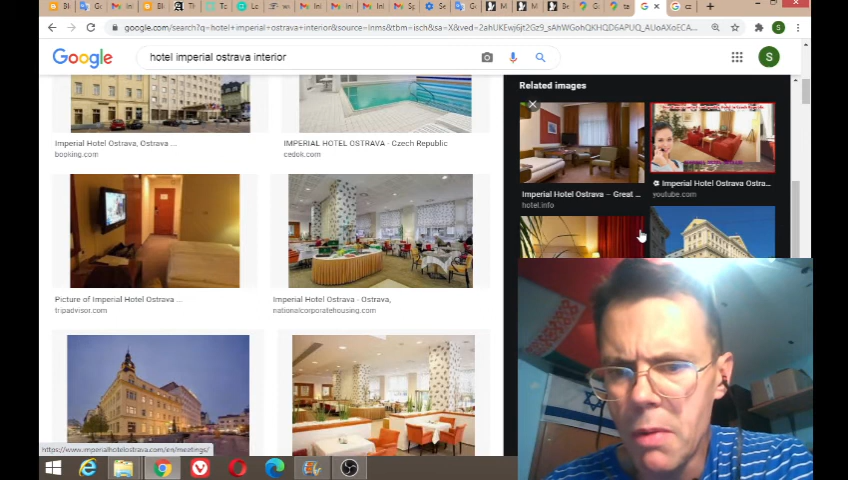 google.com/search?q=hotel+imperial+ostrava+interior&source=lnms&tbm=isch&sa=X&ved=
Google
hotel imperial ostrava interior
S
Related images
Imperial Hotel Ostrava, Ostrava ...
booking.com
IMPERIAL HOTEL OSTRAVA - Czech Republic
cedok.com
Imperial Hotel Ostrava – Great ...
hotel.info
Imperial Hotel Ostrava Ostra...
youtube.com
Picture of Imperial Hotel Ostrava ...
tripadvisor.com
Imperial Hotel Ostrava - Ostrava,
nationalcorporatehousing.com
https://www.imperialhotelostrava.com/en/meetings/